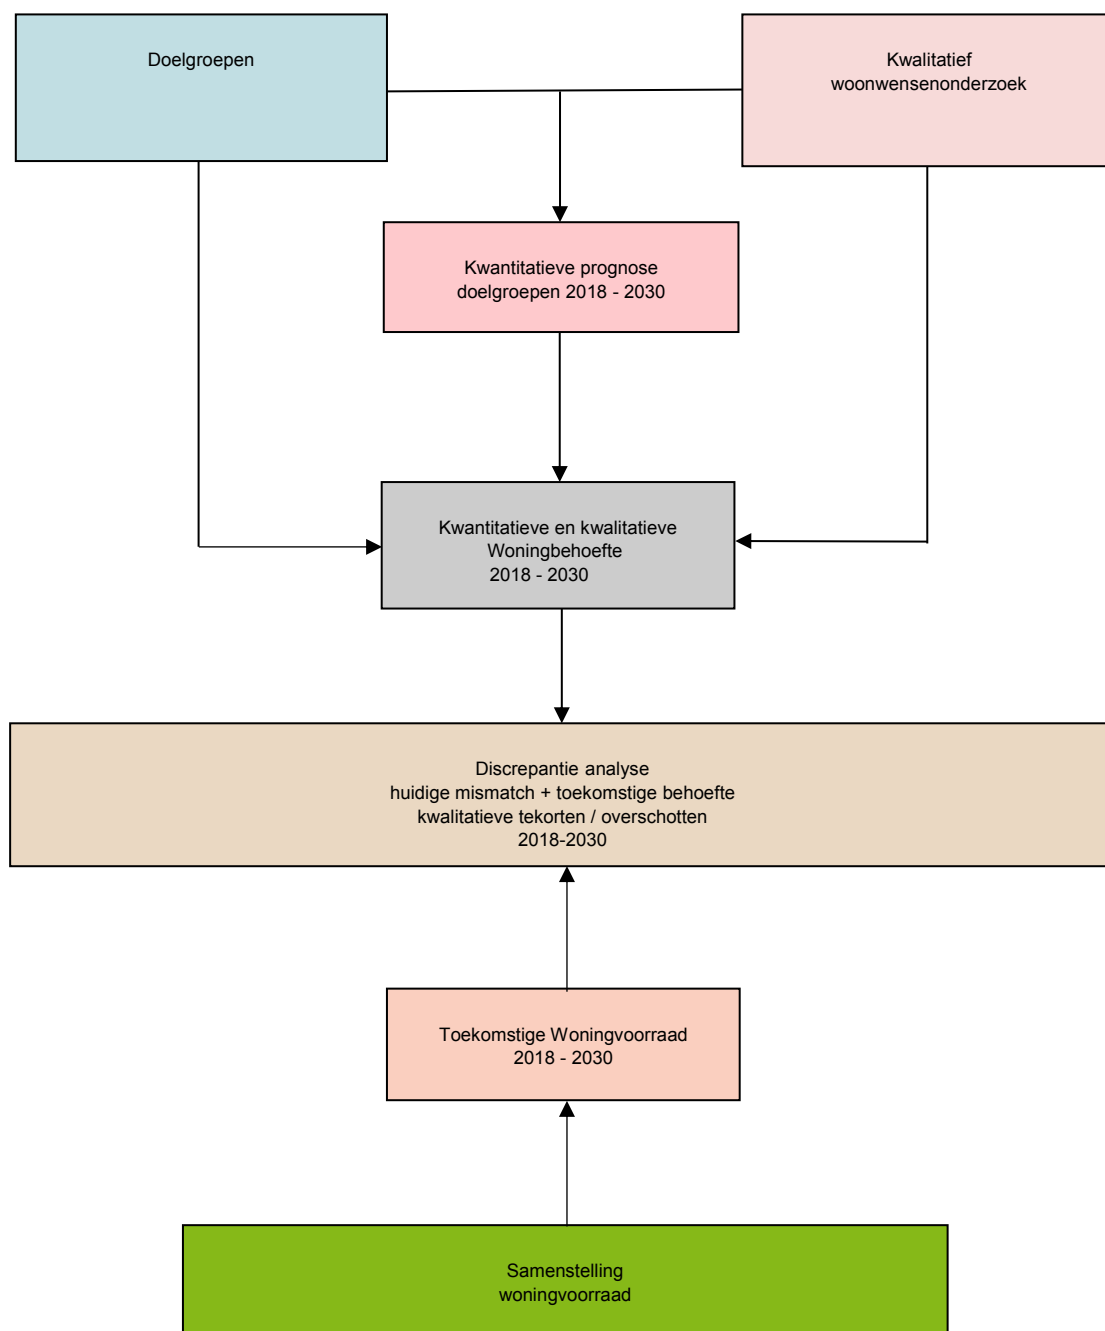 Doelgroepen
Kwalitatief
woonwensenonderzoek
Kwantitatieve prognose
doelgroepen 2018 - 2030
Kwantitatieve en kwalitatieve
Woningbehoefte
2018 - 2030
Discrepantie analyse
huidige mismatch + toekomstige behoefte
kwalitatieve tekorten / overschotten
2018-2030
Toekomstige Woningvoorraad
2018 - 2030
Samenstelling
woningvoorraad